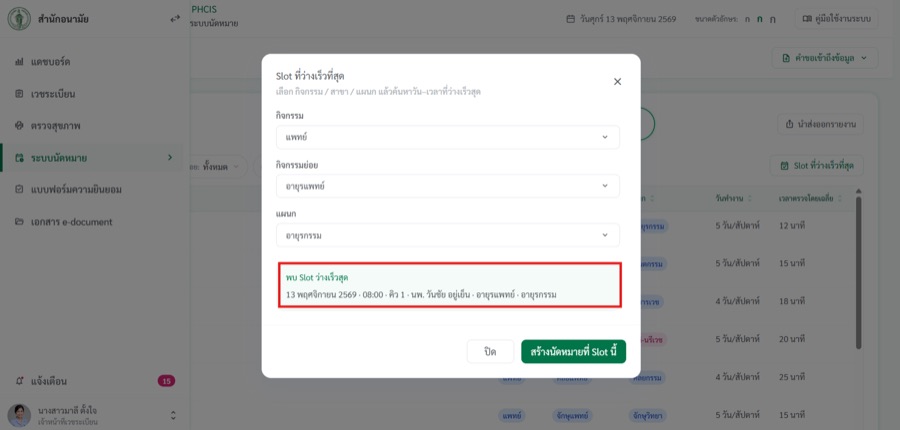 สำนักอนามัย
PHCIS
ระบบนัดหมาย
วันศุกร์ 13 พฤศจิกายน 2569
ขนาดตัวอักษร: ก ก ก
คู่มือใช้งานระบบ
คำขอเข้าถึงข้อมูล
แดชบอร์ด
เวชระเบียน
ตรวจสุขภาพ
ระบบนัดหมาย
แบบฟอร์มความยินยอม
เอกสาร e-document
แจ้งเตือน
15
นางสาวมาลี ตั้งใจ
เจ้าหน้าที่เวชระเบียน
Slot ที่ว่างเร็วที่สุด
เลือก กิจกรรม / สาขา / แผนก แล้วค้นหาวัน-เวลาที่ว่างเร็วสุด
กิจกรรม
แพทย์
กิจกรรมย่อย
อายุรแพทย์
แผนก
อายุรกรรม
พบ Slot ว่างเร็วสุด
13 พฤศจิกายน 2569 · 08:00 · คิว 1 · นพ. วันชัย อยู่เย็น · อายุรแพทย์ · อายุรกรรม
ปิด
สร้างนัดหมายที่ Slot นี้
นำส่งออกรายงาน
ทั้งหมด
Slot ที่ว่างเร็วที่สุด
วันทำงาน
เวลาตรวจโดยเฉลี่ย
5 วัน/สัปดาห์ 12 นาที
5 วัน/สัปดาห์ 15 นาที
4 วัน/สัปดาห์ 18 นาที
5 วัน/สัปดาห์ 20 นาที
4 วัน/สัปดาห์ 25 นาที
แพทย์ จักษุแพทย์ จักษุวิทยา 5 วัน/สัปดาห์ 15 นาที